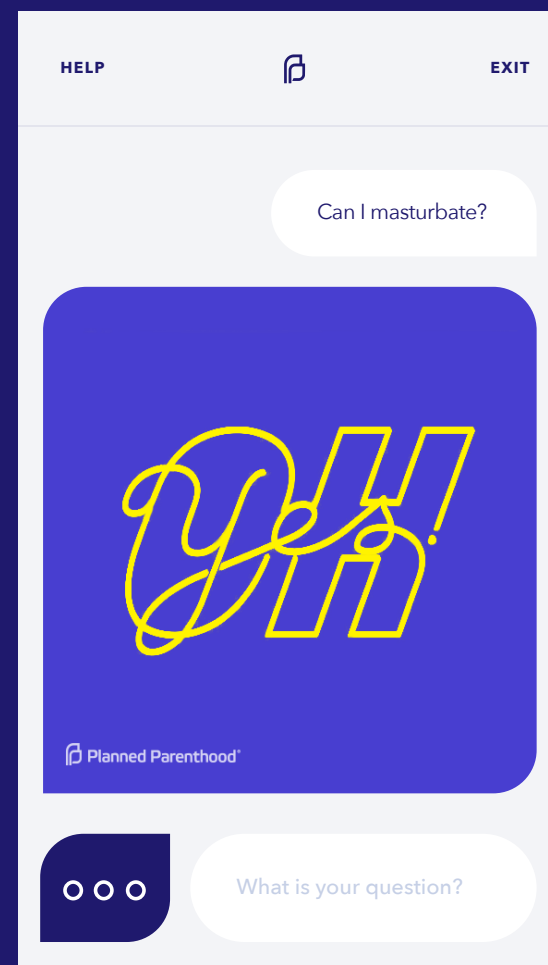 HELP
EXIT
Can I masturbate?
OH Yes!
Planned Parenthood®
What is your question?